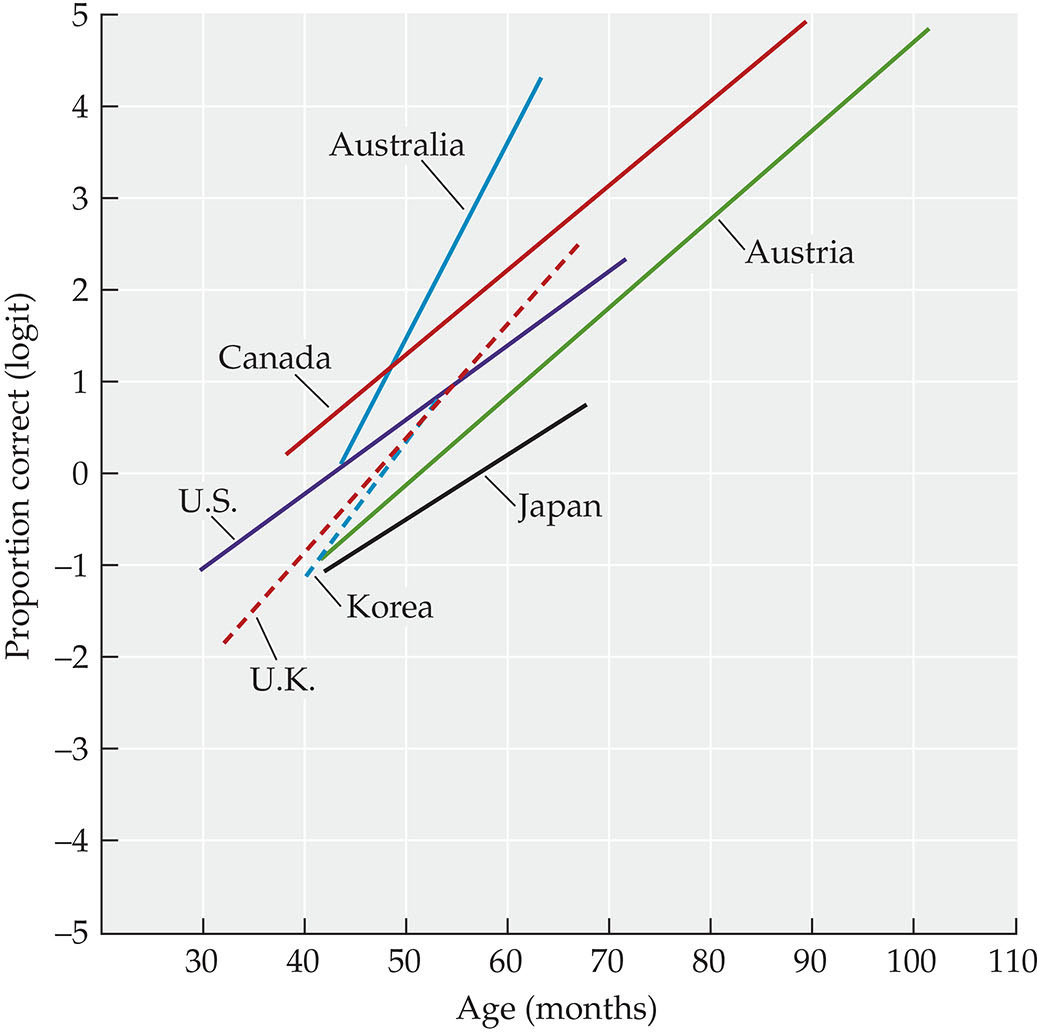 5
4
3
2
1
0
–1
–2
–3
–4
–5
Proportion correct (logit)
Australia
Canada
Austria
U.S.
Japan
Korea
U.K.
30 40 50 60 70 80 90 100 110
Age (months)